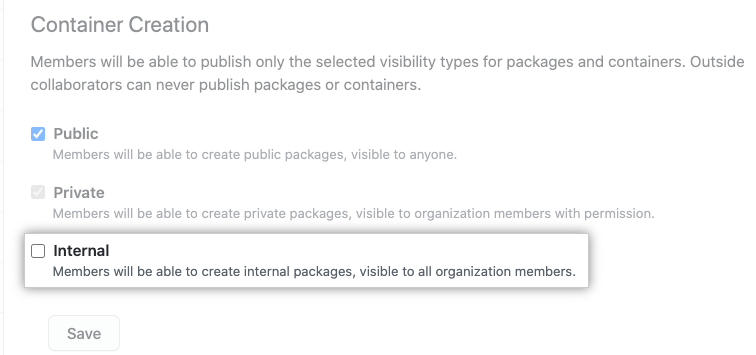 Container Creation
Members will be able to publish only the selected visibility types for packages and containers. Outside
collaborators can never publish packages or containers.
Public
Members will be able to create public packages, visible to anyone.
Private
Members will be able to create private packages, visible to organization members with permission.
Internal
Members will be able to create internal packages, visible to all organization members.
Save